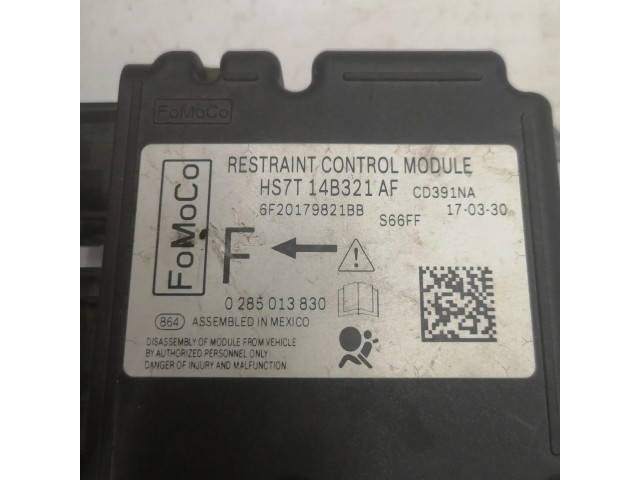 FoMoCo
FoMoCo
RESTRAINT CONTROL MODULE
HS7T 14B321 AF CD391NA
6F20179821BB S66FF 17-03-30
F
0 285 013 830
864 ASSEMBLED IN MEXICO
DISASSEMBLY OF MODULE FROM VEHICLE
BY AUTHORIZED PERSONNEL ONLY
DANGER OF INJURY AND MALFUNCTION.